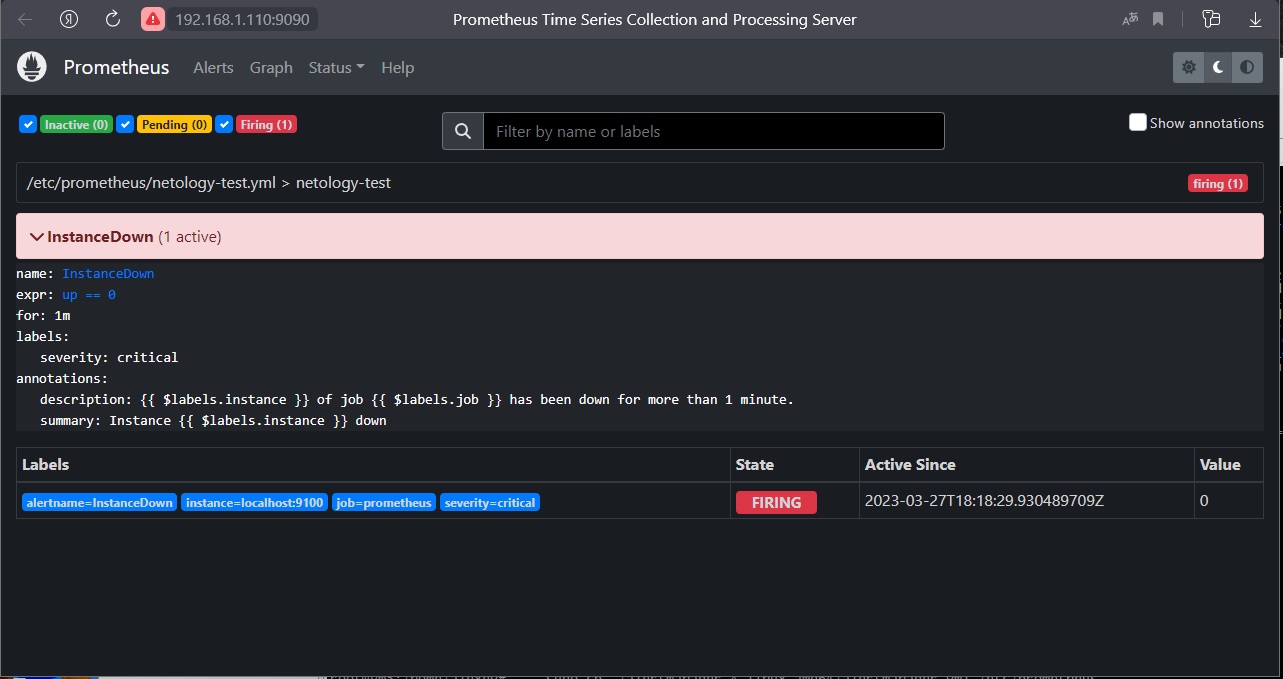 192.168.1.110:9090 Prometheus Time Series Collection and Processing Server
Prometheus Alerts Graph Status Help
Inactive (0) Pending (0) Firing (1) Filter by name or labels Show annotations
/etc/prometheus/netology-test.yml > netology-test firing (1)
InstanceDown (1 active)
name: InstanceDown
expr: up == 0
for: 1m
labels:
severity: critical
annotations:
description: {{ $labels.instance }} of job {{ $labels.job }} has been down for more than 1 minute.
summary: Instance {{ $labels.instance }} down
Labels State Active Since Value
alertname=InstanceDown instance=localhost:9100 job=prometheus severity=critical FIRING 2023-03-27T18:18:29.930489709Z 0